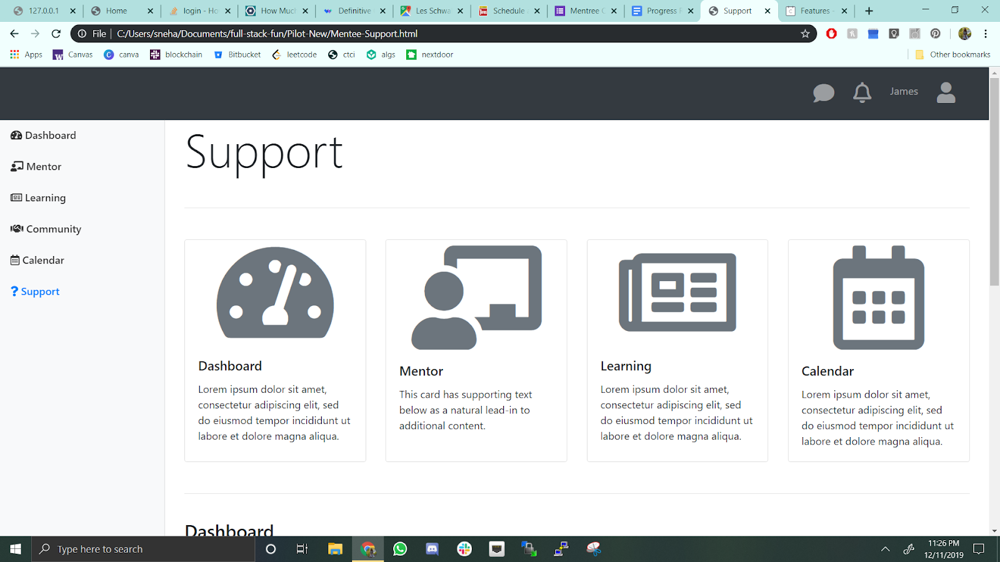 127.0.0.1 Home login - Ho How Much Definitive Les Schwa Schedule Mentree C Progress R Support Features -
File C:/Users/sneha/Documents/full-stack-fun/Pilot-New/Mentee-Support.html
Apps Canvas canva blockchain Bitbucket leetcode ctci algs nextdoor Other bookmarks
James
Dashboard
Mentor
Learning
Community
Calendar
Support
Support
Dashboard
Lorem ipsum dolor sit amet,
consectetur adipiscing elit, sed
do eiusmod tempor incididunt ut
labore et dolore magna aliqua.
Mentor
This card has supporting text
below as a natural lead-in to
additional content.
Learning
Lorem ipsum dolor sit amet,
consectetur adipiscing elit, sed
do eiusmod tempor incididunt ut
labore et dolore magna aliqua.
Calendar
Lorem ipsum dolor sit amet,
consectetur adipiscing elit, sed
do eiusmod tempor incididunt ut
labore et dolore magna aliqua.
Dashboard
Type here to search
11:26 PM
12/11/2019